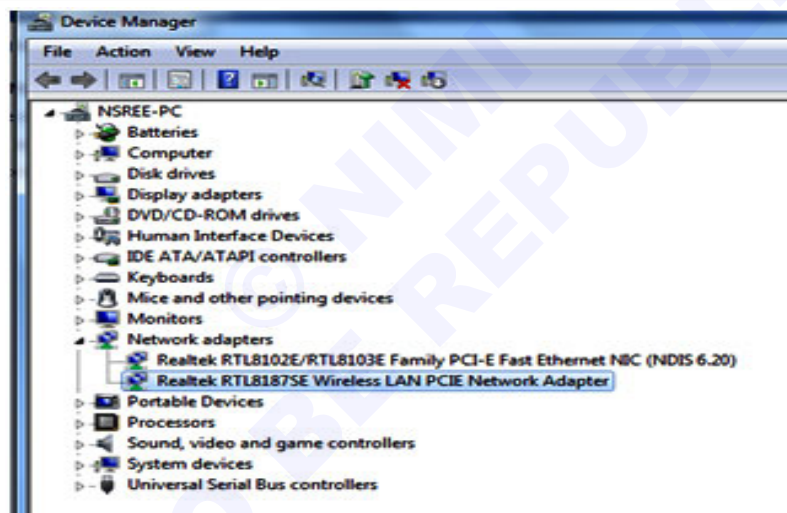 Device Manager
File Action View Help
NSREE-PC
Batteries
Computer
Disk drives
Display adapters
DVD/CD-ROM drives
Human Interface Devices
IDE ATA/ATAPI controllers
Keyboards
Mice and other pointing devices
Monitors
Network adapters
Realtek RTL8102E/RTL8103E Family PCI-E Fast Ethernet NIC (NDIS 6.20)
Realtek RTL8187SE Wireless LAN PCIE Network Adapter
Portable Devices
Processors
Sound, video and game controllers
System devices
Universal Serial Bus controllers
© NIMI
BE REPUBL